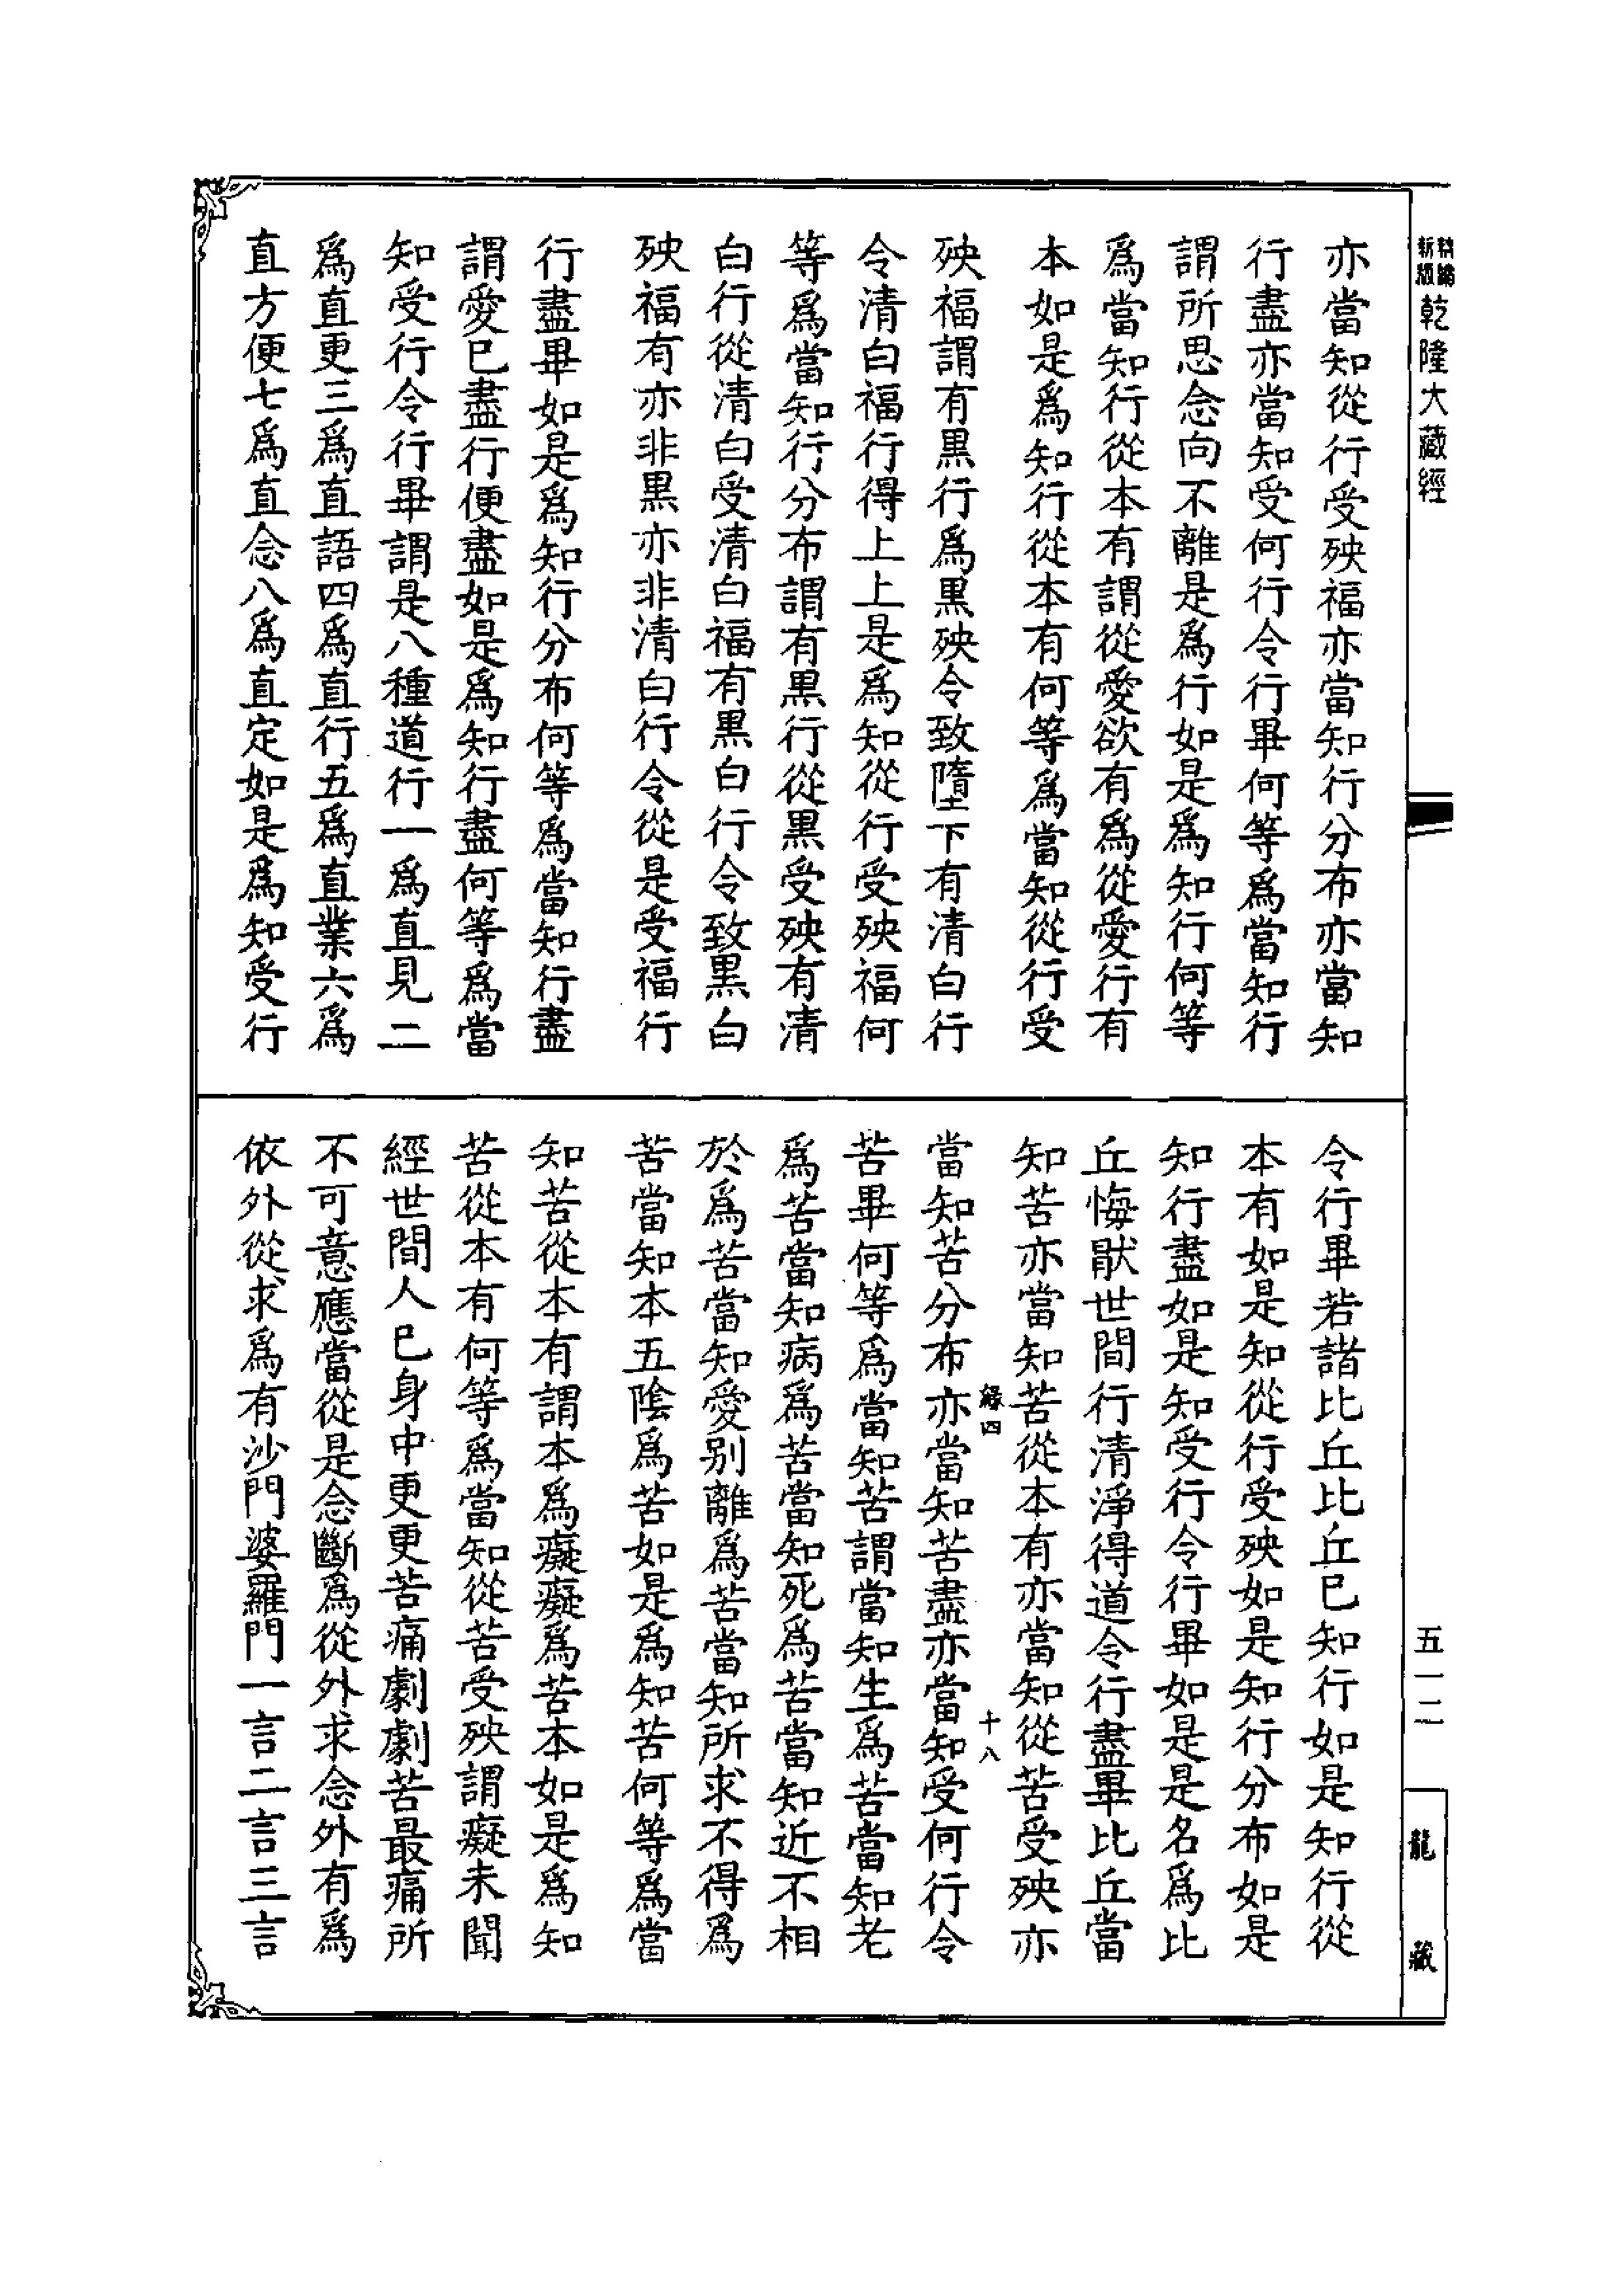 乾隆大藏經
亦當知從行受殃福亦當知行分布亦當知
行盡亦當知受何行令行畢何等爲當知行
謂所思念向不離是爲行如是爲知行何等
爲當知行從本有謂從愛欲有爲從愛行有
本如是爲知行從本有何等爲當知從行受
殃福謂有黒行爲黒殃令致墮下有清白行
令清白福行得上上是爲知從行受殃福何
等爲當知行分布謂有黒行從黒受殃有清
白行從清白受清白福有黒白行令致黒白
殃福有亦非黒亦非清白行令從是受福行
行盡畢如是爲知行分布何等爲當知行盡
謂愛已盡行便盡如是爲知行盡何等爲當
知受行令行畢謂是八種道行一爲直見二
爲直更三爲直語四爲直行五爲直業六爲
直方便七爲直念八爲直定如是爲知受行
令行畢若諸比丘比丘已知行如是知行從
本有如是知從行受殃如是知行分布如是
知行盡如是知受行令行畢如是是名爲比
丘悔猒世間行清淨得道令行盡畢比丘當
知苦亦當知苦從本有亦當知從苦受殃亦
緣四
十八
當知苦分布亦當知苦盡亦當知受何行令
苦畢何等爲當知苦謂當知生爲苦當知老
爲苦當知病爲苦當知死爲苦當知近不相
於爲苦當知愛别離爲苦當知所求不得爲
苦當知本五陰爲苦如是爲知苦何等爲當
知苦從本有謂本爲癡癡爲苦本如是爲知
苦從本有何等爲當知從苦受殃謂癡未聞
經世間人已身中更更苦痛劇劇苦最痛所
不可意應當從是念斷爲從外求念外有爲
依外從求爲有沙門婆羅門一言二言三言
五一二
龍
藏